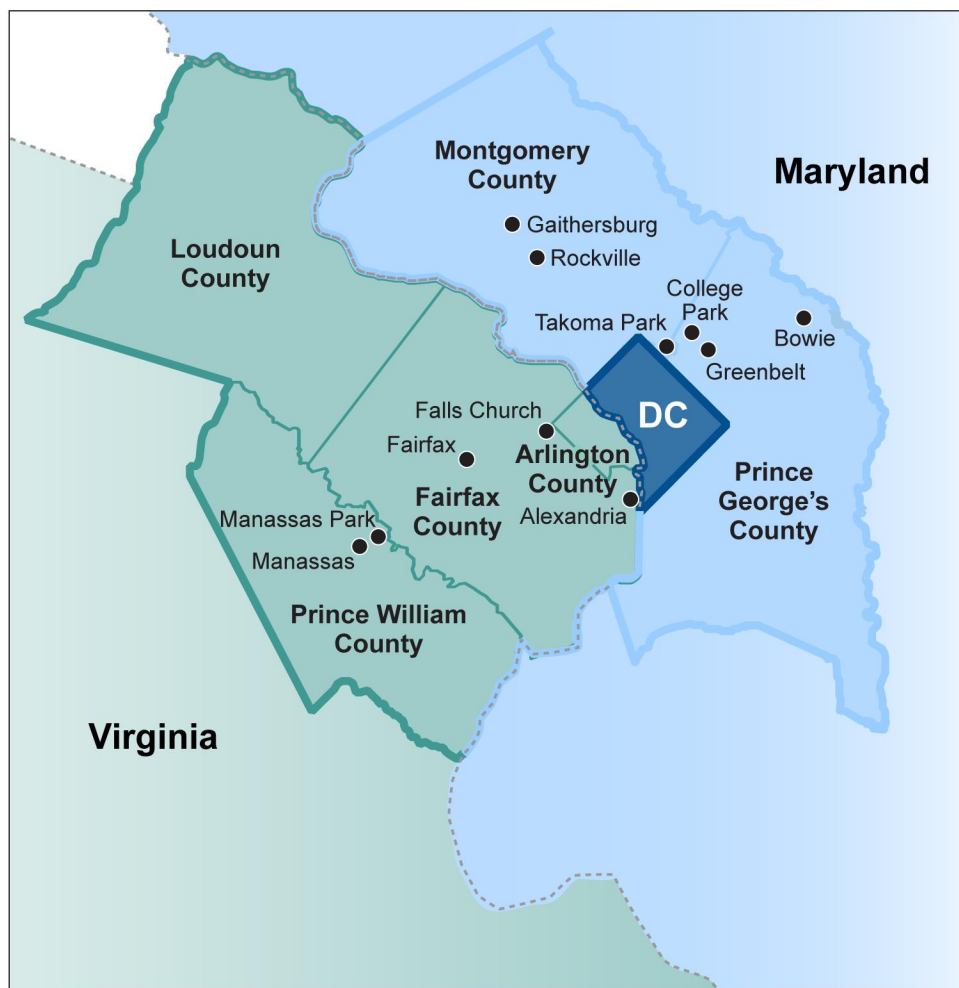 Montgomery
County
Maryland
Gaithersburg
Rockville
Loudoun
County
College
Park
Takoma Park
Bowie
Greenbelt
DC
Falls Church
Fairfax
Arlington
County
Prince
George’s
County
Fairfax
County
Alexandria
Manassas Park
Manassas
Prince William
County
Virginia